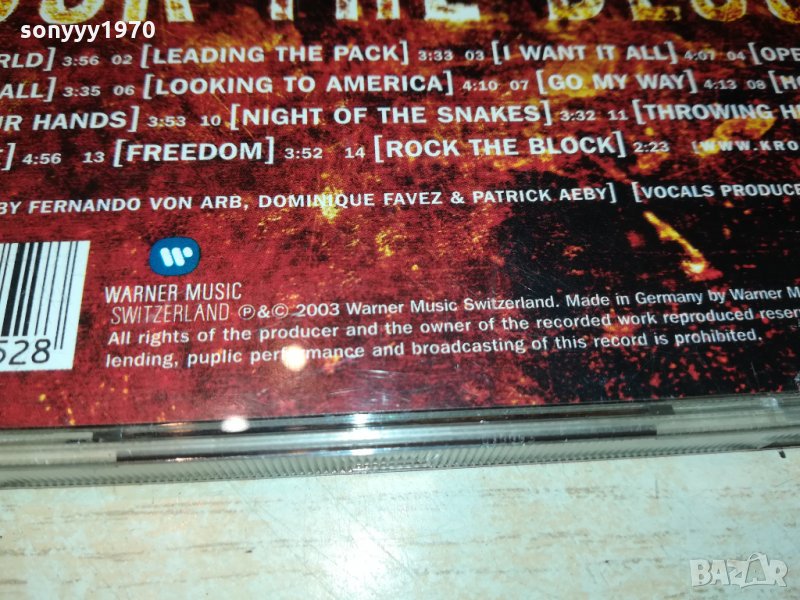 sonyyy1970
ROCK THE BLOCK
3:56 02 [LEADING THE PACK] 3:33 03 [I WANT IT ALL] 4:07 04
ALL] 3:35 06 [LOOKING TO AMERICA] 4:10 07 [GO MY WAY] 4:13 08
HANDS] 3:53 10 [NIGHT OF THE SNAKES] 3:32 11 [THROWING
4:56 13 [FREEDOM] 3:52 14 [ROCK THE BLOCK] 2:23 [WWW.KRO
BY FERNANDO VON ARB, DOMINIQUE FAVEZ & PATRICK AEBY] [VOCALS PRODUCE
528
WARNER MUSIC
SWITZERLAND ℗&© 2003 Warner Music Switzerland. Made in Germany by Warner M
All rights of the producer and the owner of the recorded work reproduced reser
lending, puplic performance and broadcasting of this record is prohibited.
BAZAR